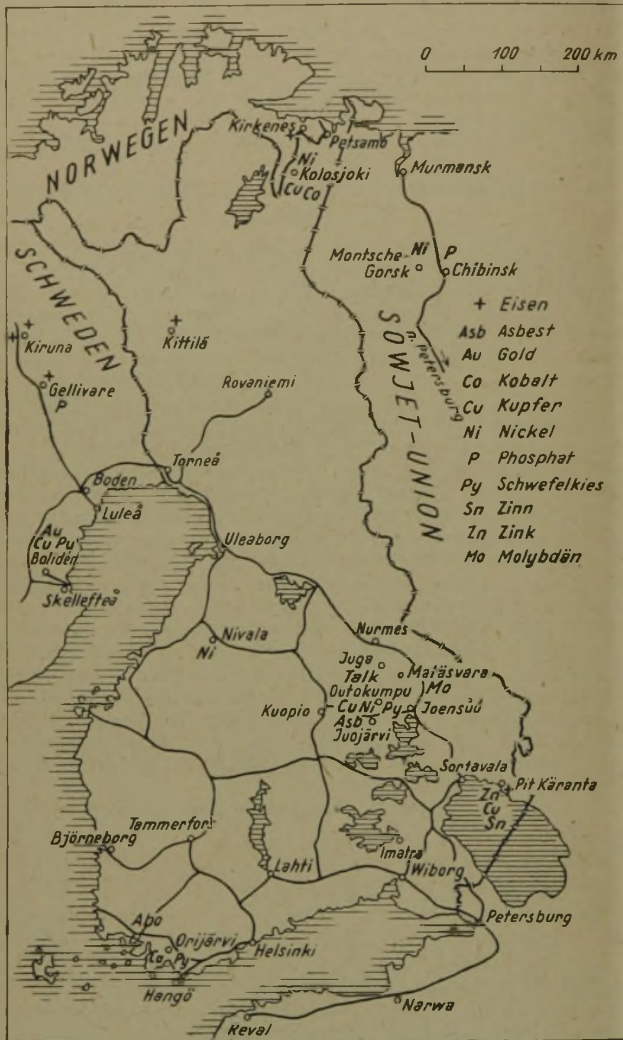 0 100 200 km
NORWEGEN
Kirkenes
Petsamo
Ni
Kolosjoki
Cu Co
Murmansk
Montsche-
Gorsk
Ni P
Chibinsk
SCHWEDEN
SOWJET-UNION
n. Petersburg
+ Eisen
Asb Asbest
Au Gold
Co Kobalt
Cu Kupfer
Ni Nickel
P Phosphat
Py Schwefelkies
Sn Zinn
Zn Zink
Mo Molybdän
+
+
Kiruna
+
Kittilä
+
Gellivare
P
Rovaniemi
Torneå
Boden
Luleå
Au
Cu Py
Boliden
Skellefteå
Uleaborg
Nivala
Ni
Nurmes
Juga
Talk
Matäsvara
Mo
Outokumpu
Cu Ni Py
Joensuu
Asb
Juojärvi
Kuopio
Sortavala
Pit Käranta
+
Zn
Cu
Sn
Tammerfors
Björneborg
Imatra
Lahti
Wiborg
Petersburg
Abo
Orijärvi
Py
Helsinki
Hangö
Narwa
Reval